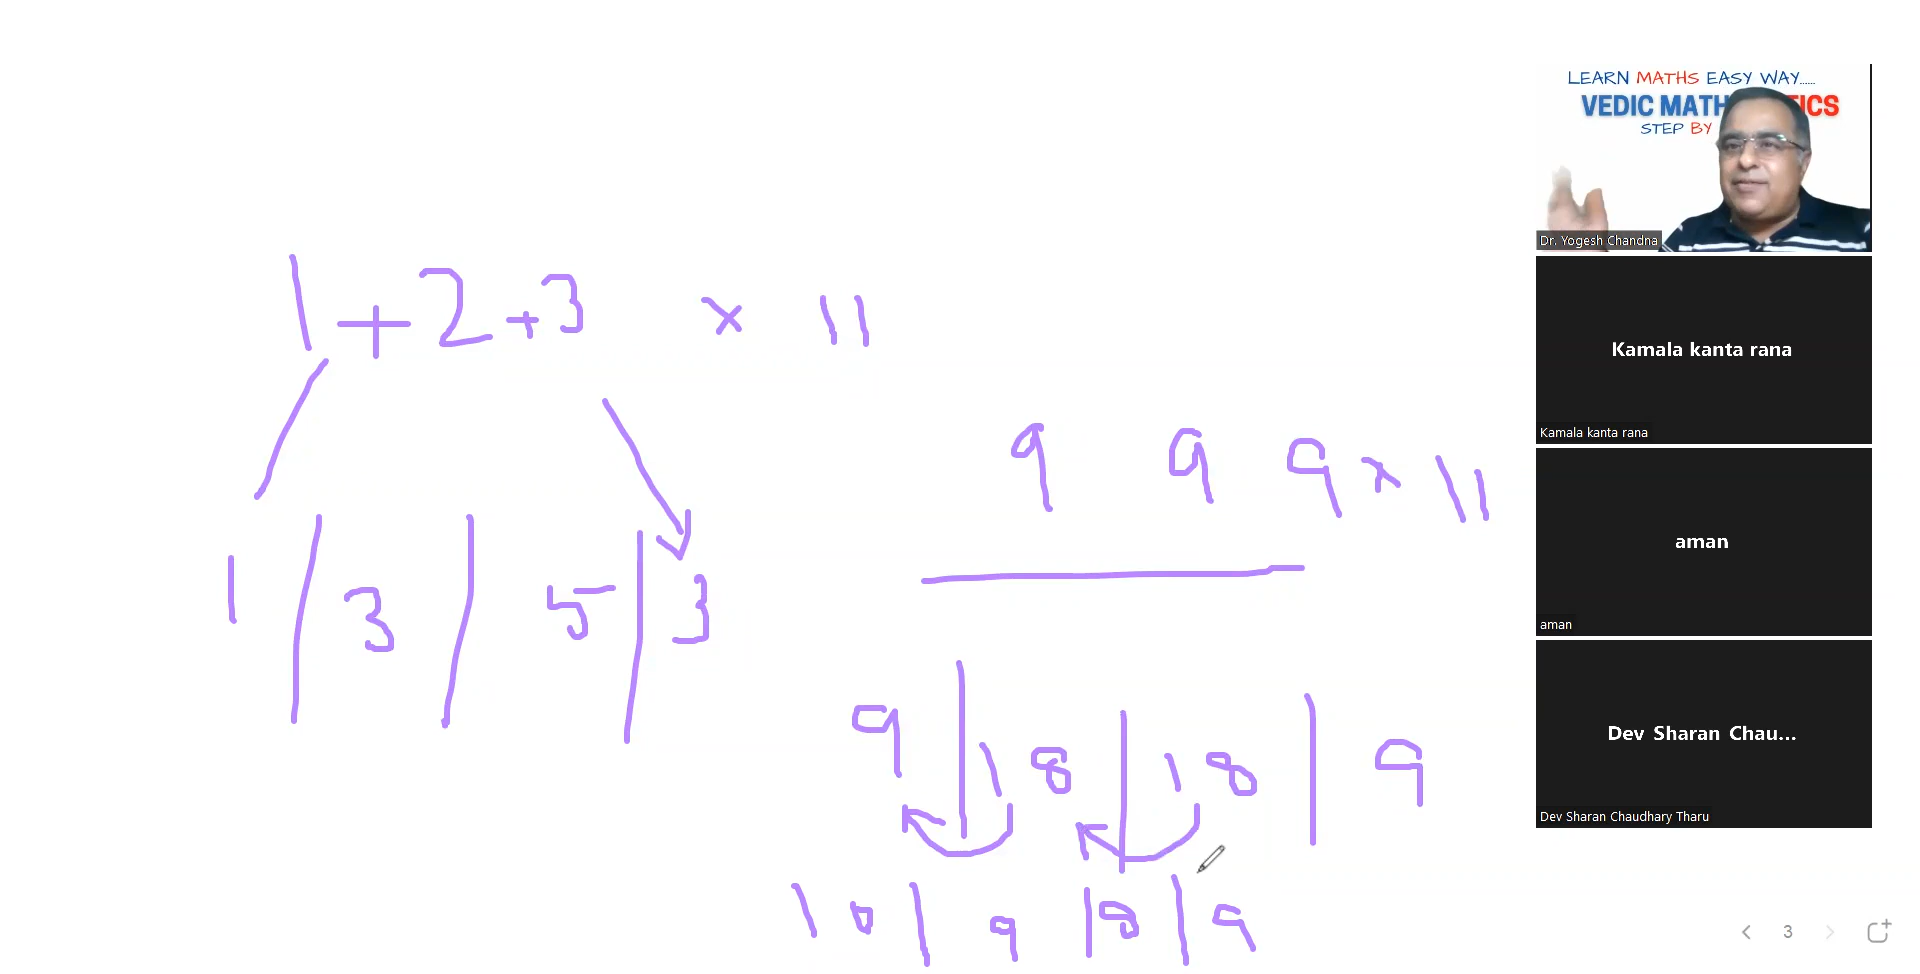 LEARN MATHS EASY WAY......
VEDIC MATH TICS
STEP BY
Dr. Yogesh Chandna
Kamala kanta rana
Kamala kanta rana
aman
aman
Dev Sharan Chau...
Dev Sharan Chaudhary Tharu
1 + 2 + 3 × 11
1 | 3 | 5 | 3
9 9 9 × 11
9 | 18 | 18 | 9
10 | 9 | 8 | 9
3